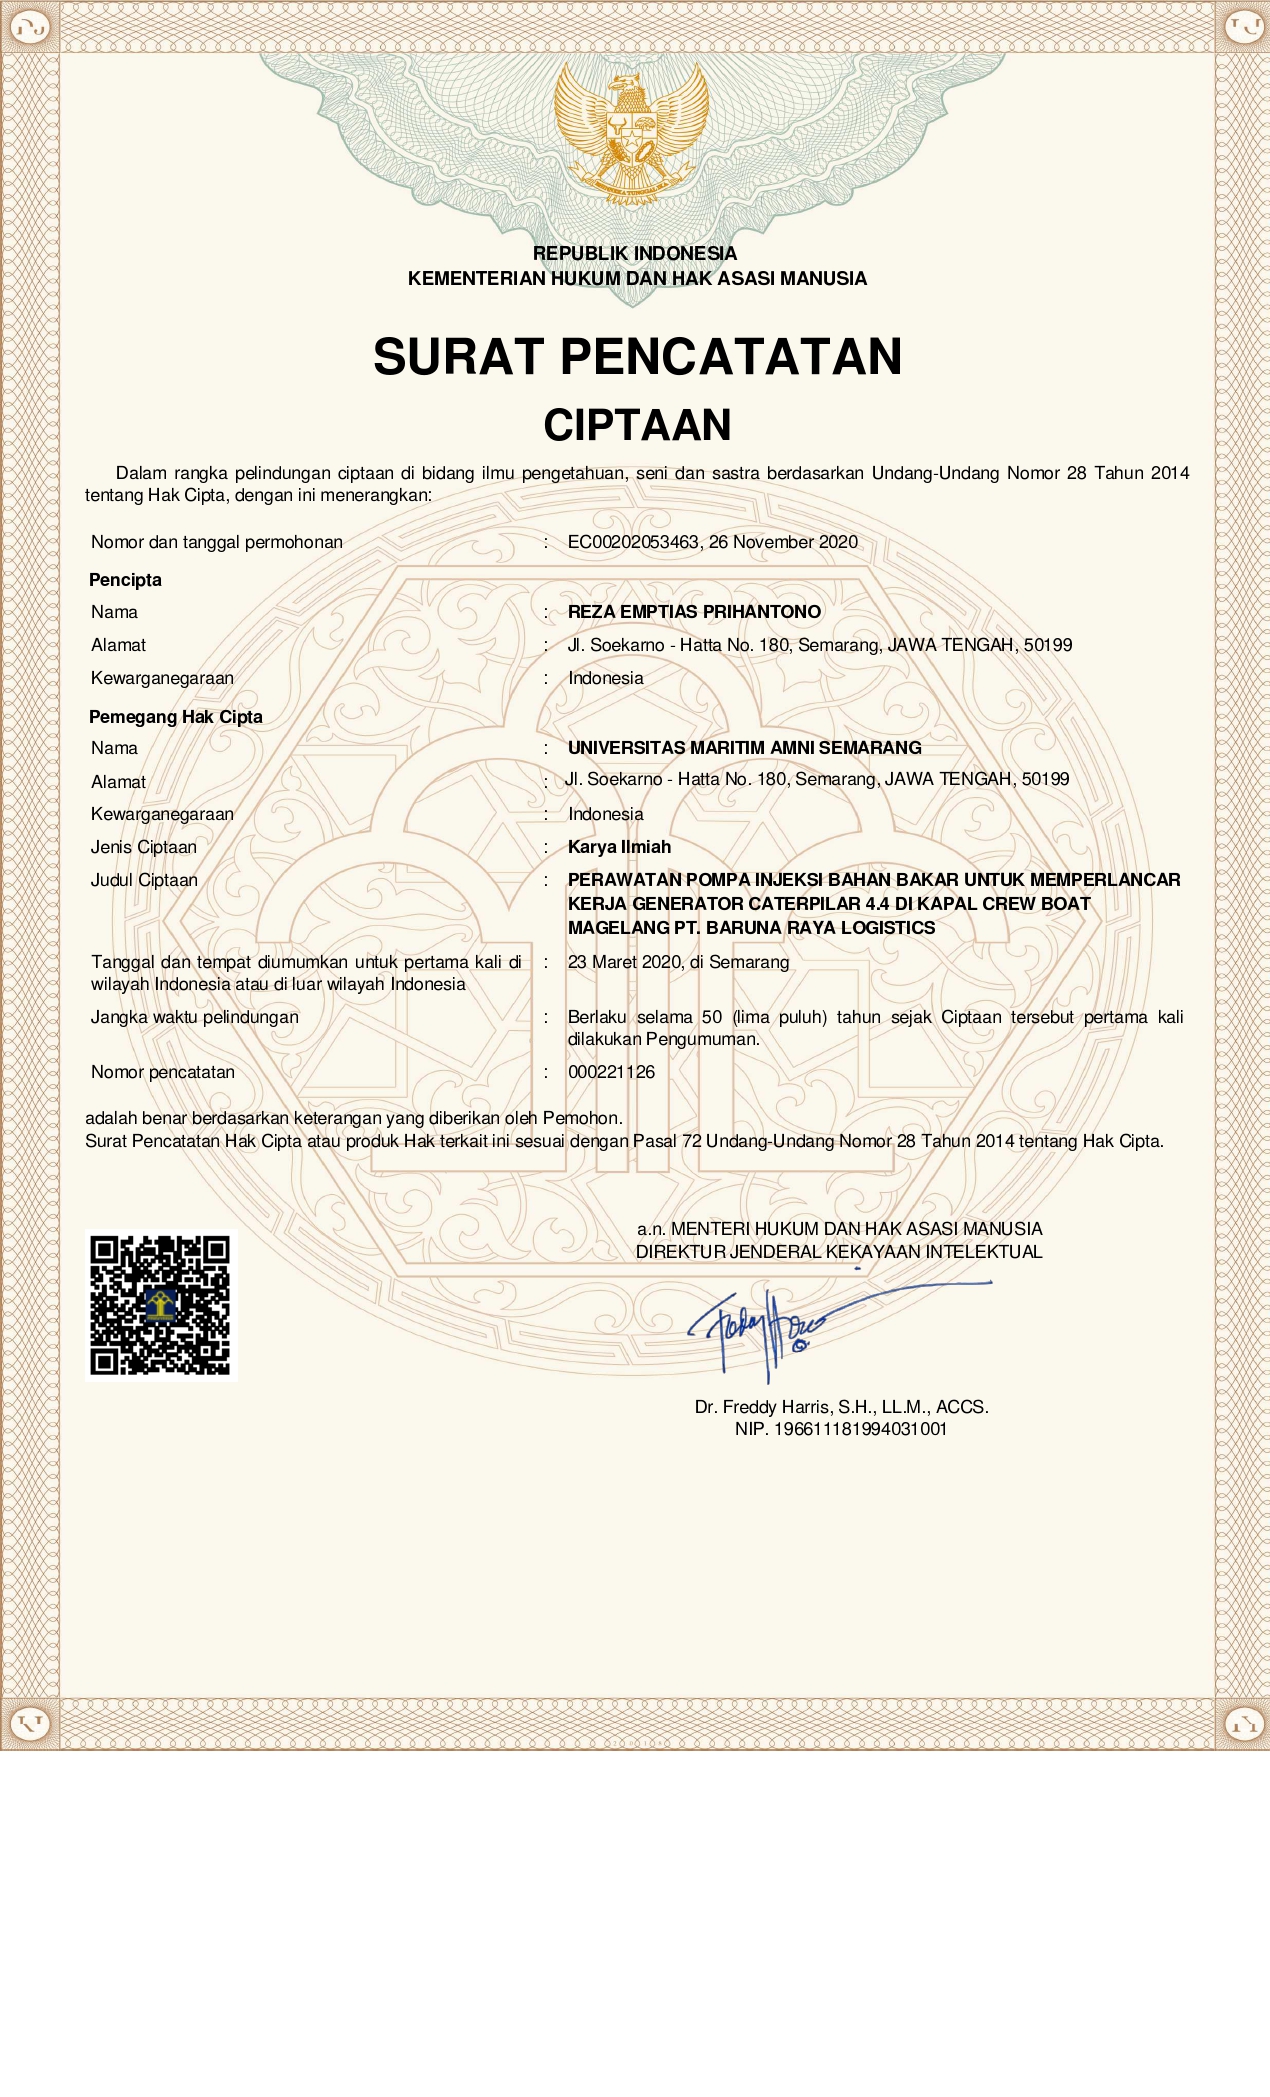 REPUBLIK INDONESIA
KEMENTERIAN HUKUM DAN HAK ASASI MANUSIA
SURAT PENCATATAN
CIPTAAN
Dalam rangka pelindungan ciptaan di bidang ilmu pengetahuan, seni dan sastra berdasarkan Undang-Undang Nomor 28 Tahun 2014
tentang Hak Cipta, dengan ini menerangkan:
Nomor dan tanggal permohonan : EC00202053463, 26 November 2020
Pencipta
Nama : REZA EMPTIAS PRIHANTONO
Alamat : Jl. Soekarno - Hatta No. 180, Semarang, JAWA TENGAH, 50199
Kewarganegaraan : Indonesia
Pemegang Hak Cipta
Nama : UNIVERSITAS MARITIM AMNI SEMARANG
Alamat : Jl. Soekarno - Hatta No. 180, Semarang, JAWA TENGAH, 50199
Kewarganegaraan : Indonesia
Jenis Ciptaan : Karya Ilmiah
Judul Ciptaan : PERAWATAN POMPA INJEKSI BAHAN BAKAR UNTUK MEMPERLANCAR
KERJA GENERATOR CATERPILAR 4.4 DI KAPAL CREW BOAT
MAGELANG PT. BARUNA RAYA LOGISTICS
Tanggal dan tempat diumumkan untuk pertama kali di : 23 Maret 2020, di Semarang
wilayah Indonesia atau di luar wilayah Indonesia
Jangka waktu pelindungan : Berlaku selama 50 (lima puluh) tahun sejak Ciptaan tersebut pertama kali
dilakukan Pengumuman.
Nomor pencatatan : 000221126
adalah benar berdasarkan keterangan yang diberikan oleh Pemohon.
Surat Pencatatan Hak Cipta atau produk Hak terkait ini sesuai dengan Pasal 72 Undang-Undang Nomor 28 Tahun 2014 tentang Hak Cipta.
a.n. MENTERI HUKUM DAN HAK ASASI MANUSIA
DIREKTUR JENDERAL KEKAYAAN INTELEKTUAL
Dr. Freddy Harris, S.H., LL.M., ACCS.
NIP. 196611181994031001